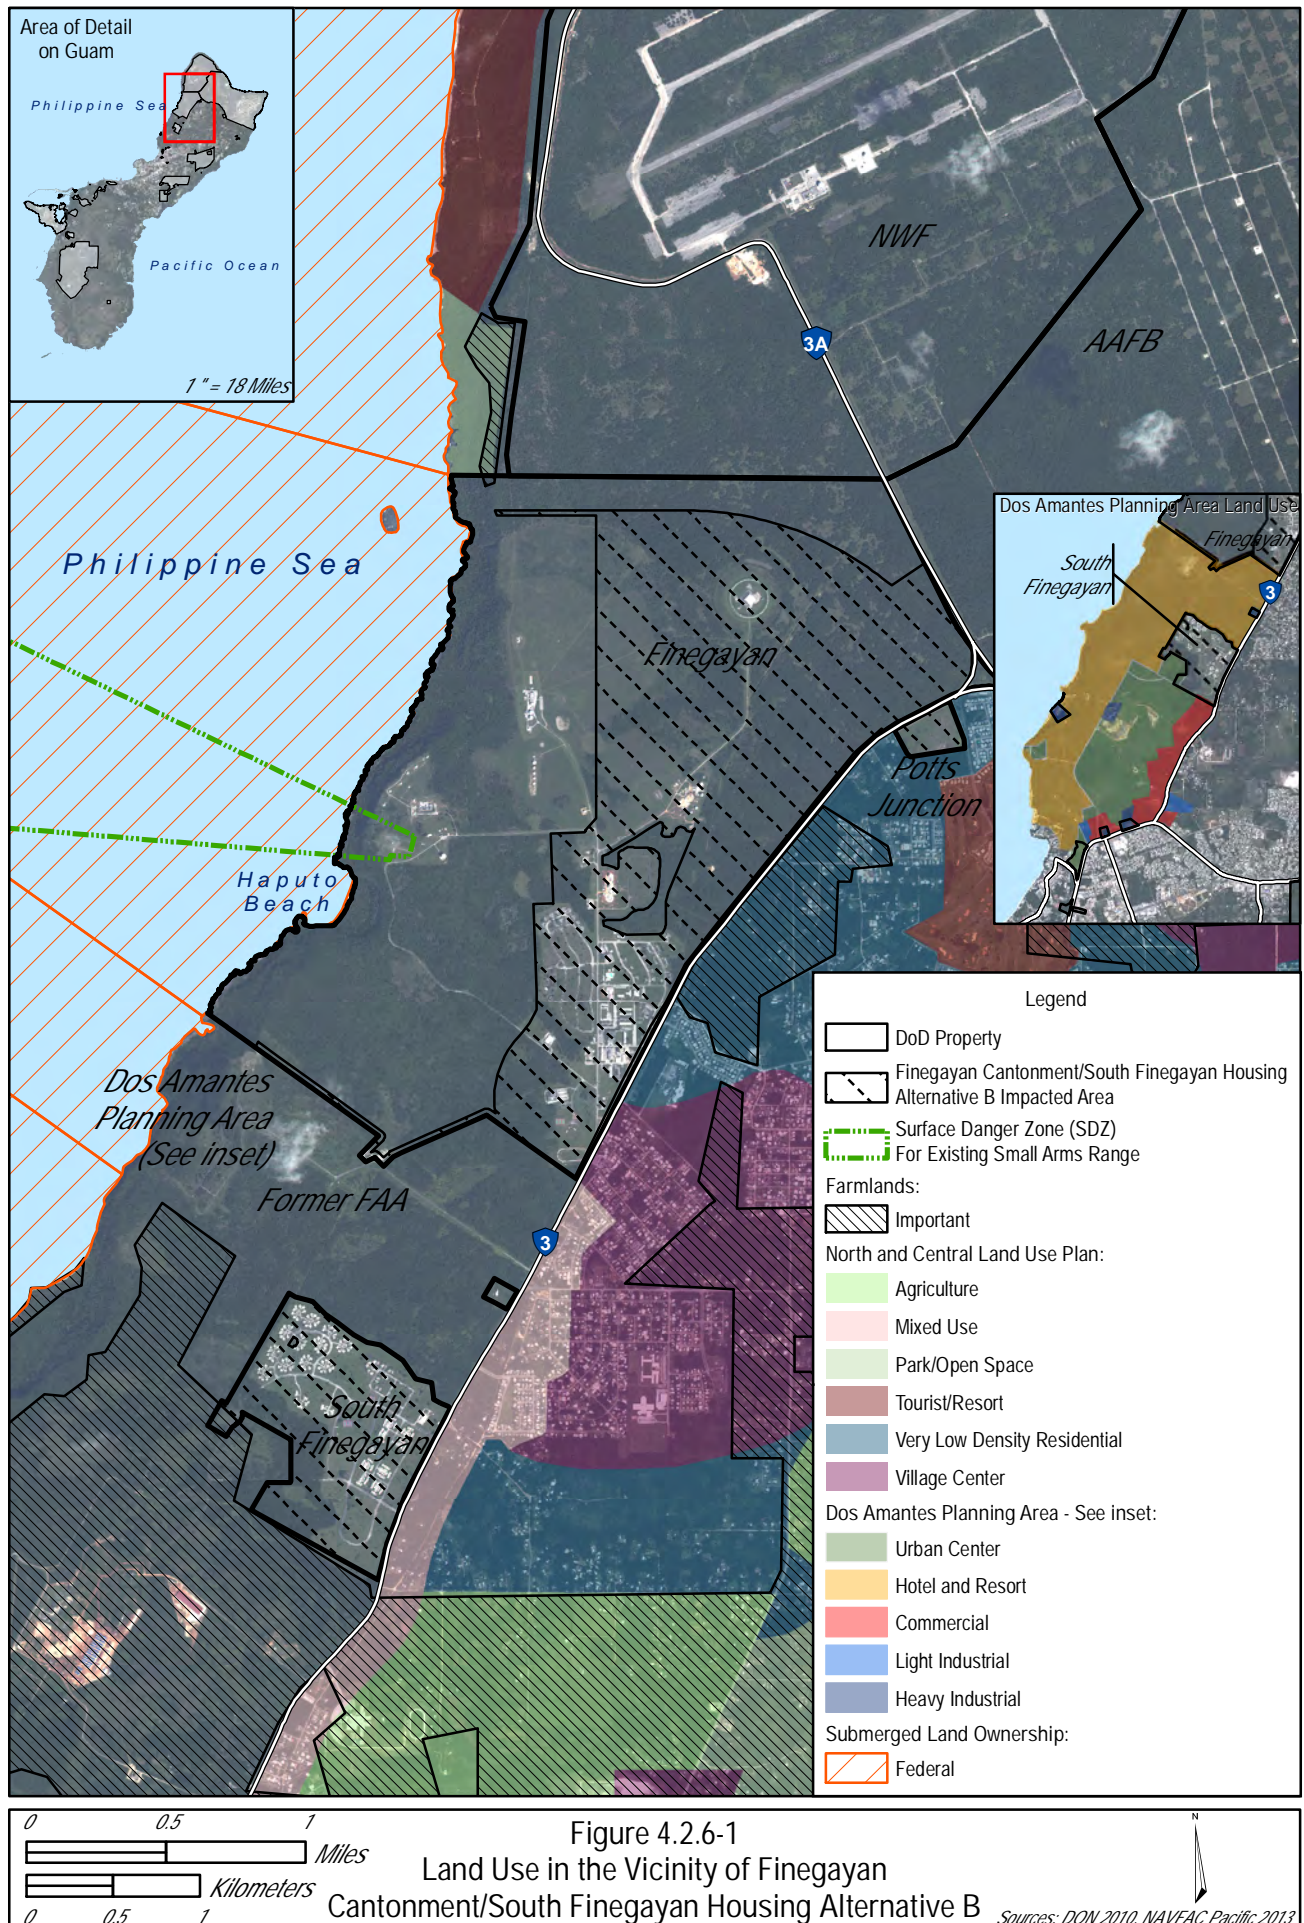 Area of Detail
on Guam
Philippine Sea
Pacific Ocean
1 " = 18 Miles
NWF
3A
AAFB
Dos Amantes Planning Area Land Use
Finegayan
South
Finegayan
3
Philippine Sea
Finegayan
Potts
Junction
Haputo
Beach
Dos Amantes
Planning Area
(See inset)
Former FAA
3
South
Finegayan
Legend
DoD Property
Finegayan Cantonment/South Finegayan Housing
Alternative B Impacted Area
Surface Danger Zone (SDZ)
For Existing Small Arms Range
Farmlands:
Important
North and Central Land Use Plan:
Agriculture
Mixed Use
Park/Open Space
Tourist/Resort
Very Low Density Residential
Village Center
Dos Amantes Planning Area - See inset:
Urban Center
Hotel and Resort
Commercial
Light Industrial
Heavy Industrial
Submerged Land Ownership:
Federal
0 0.5 1
Miles
Kilometers
0 0.5 1
Figure 4.2.6-1
Land Use in the Vicinity of Finegayan
Cantonment/South Finegayan Housing Alternative B
N
Sources: DON 2010, NAVFAC Pacific 2013